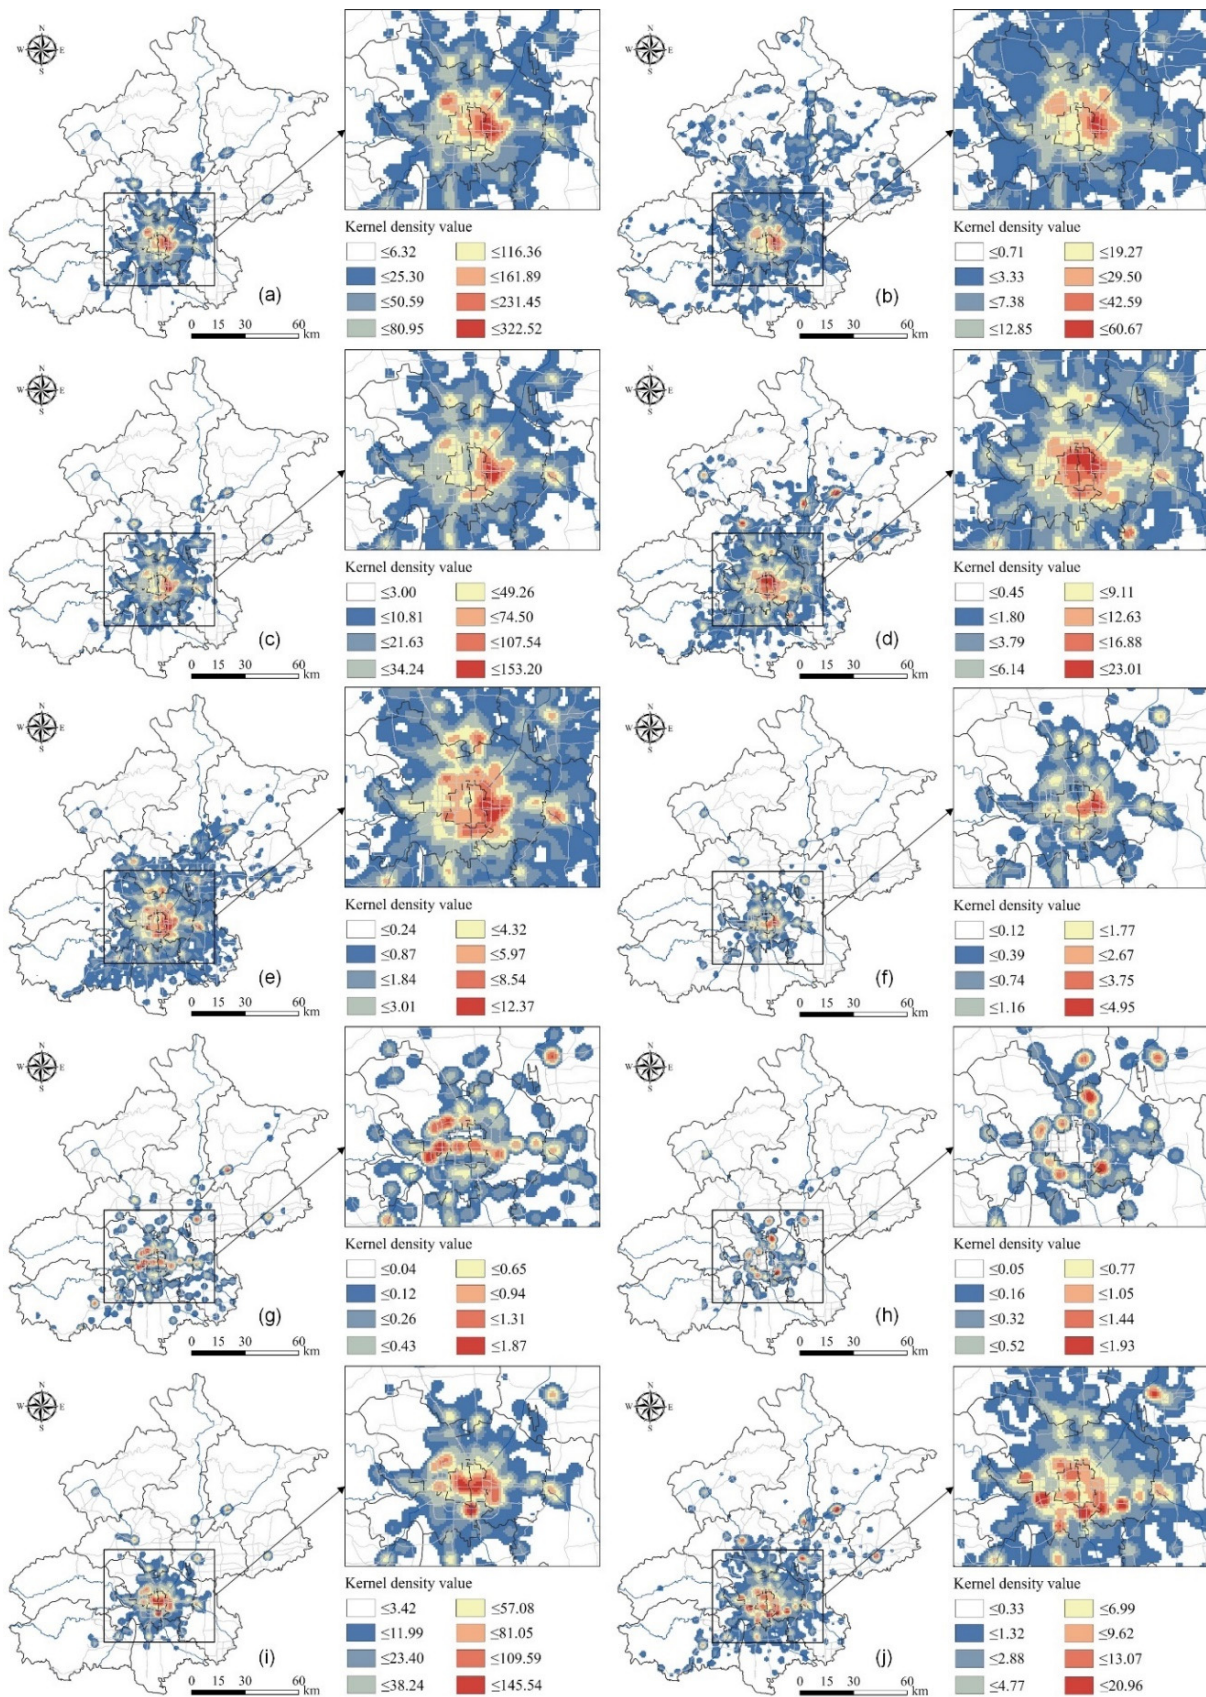 N
W E
S
Kernel density value
≤6.32 ≤116.36
≤25.30 ≤161.89
≤50.59 ≤231.45
≤80.95 ≤322.52
(a)
0 15 30 60
km
N
W E
S
Kernel density value
≤0.71 ≤19.27
≤3.33 ≤29.50
≤7.38 ≤42.59
≤12.85 ≤60.67
(b)
0 15 30 60
km
N
W E
S
Kernel density value
≤3.00 ≤49.26
≤10.81 ≤74.50
≤21.63 ≤107.54
≤34.24 ≤153.20
(c)
0 15 30 60
km
N
W E
S
Kernel density value
≤0.45 ≤9.11
≤1.80 ≤12.63
≤3.79 ≤16.88
≤6.14 ≤23.01
(d)
0 15 30 60
km
N
W E
S
Kernel density value
≤0.24 ≤4.32
≤0.87 ≤5.97
≤1.84 ≤8.54
≤3.01 ≤12.37
(e)
0 15 30 60
km
N
W E
S
Kernel density value
≤0.12 ≤1.77
≤0.39 ≤2.67
≤0.74 ≤3.75
≤1.16 ≤4.95
(f)
0 15 30 60
km
N
W E
S
Kernel density value
≤0.04 ≤0.65
≤0.12 ≤0.94
≤0.26 ≤1.31
≤0.43 ≤1.87
(g)
0 15 30 60
km
N
W E
S
Kernel density value
≤0.05 ≤0.77
≤0.16 ≤1.05
≤0.32 ≤1.44
≤0.52 ≤1.93
(h)
0 15 30 60
km
N
W E
S
Kernel density value
≤3.42 ≤57.08
≤11.99 ≤81.05
≤23.40 ≤109.59
≤38.24 ≤145.54
(i)
0 15 30 60
km
N
W E
S
Kernel density value
≤0.33 ≤6.99
≤1.32 ≤9.62
≤2.88 ≤13.07
≤4.77 ≤20.96
(j)
0 15 30 60
km